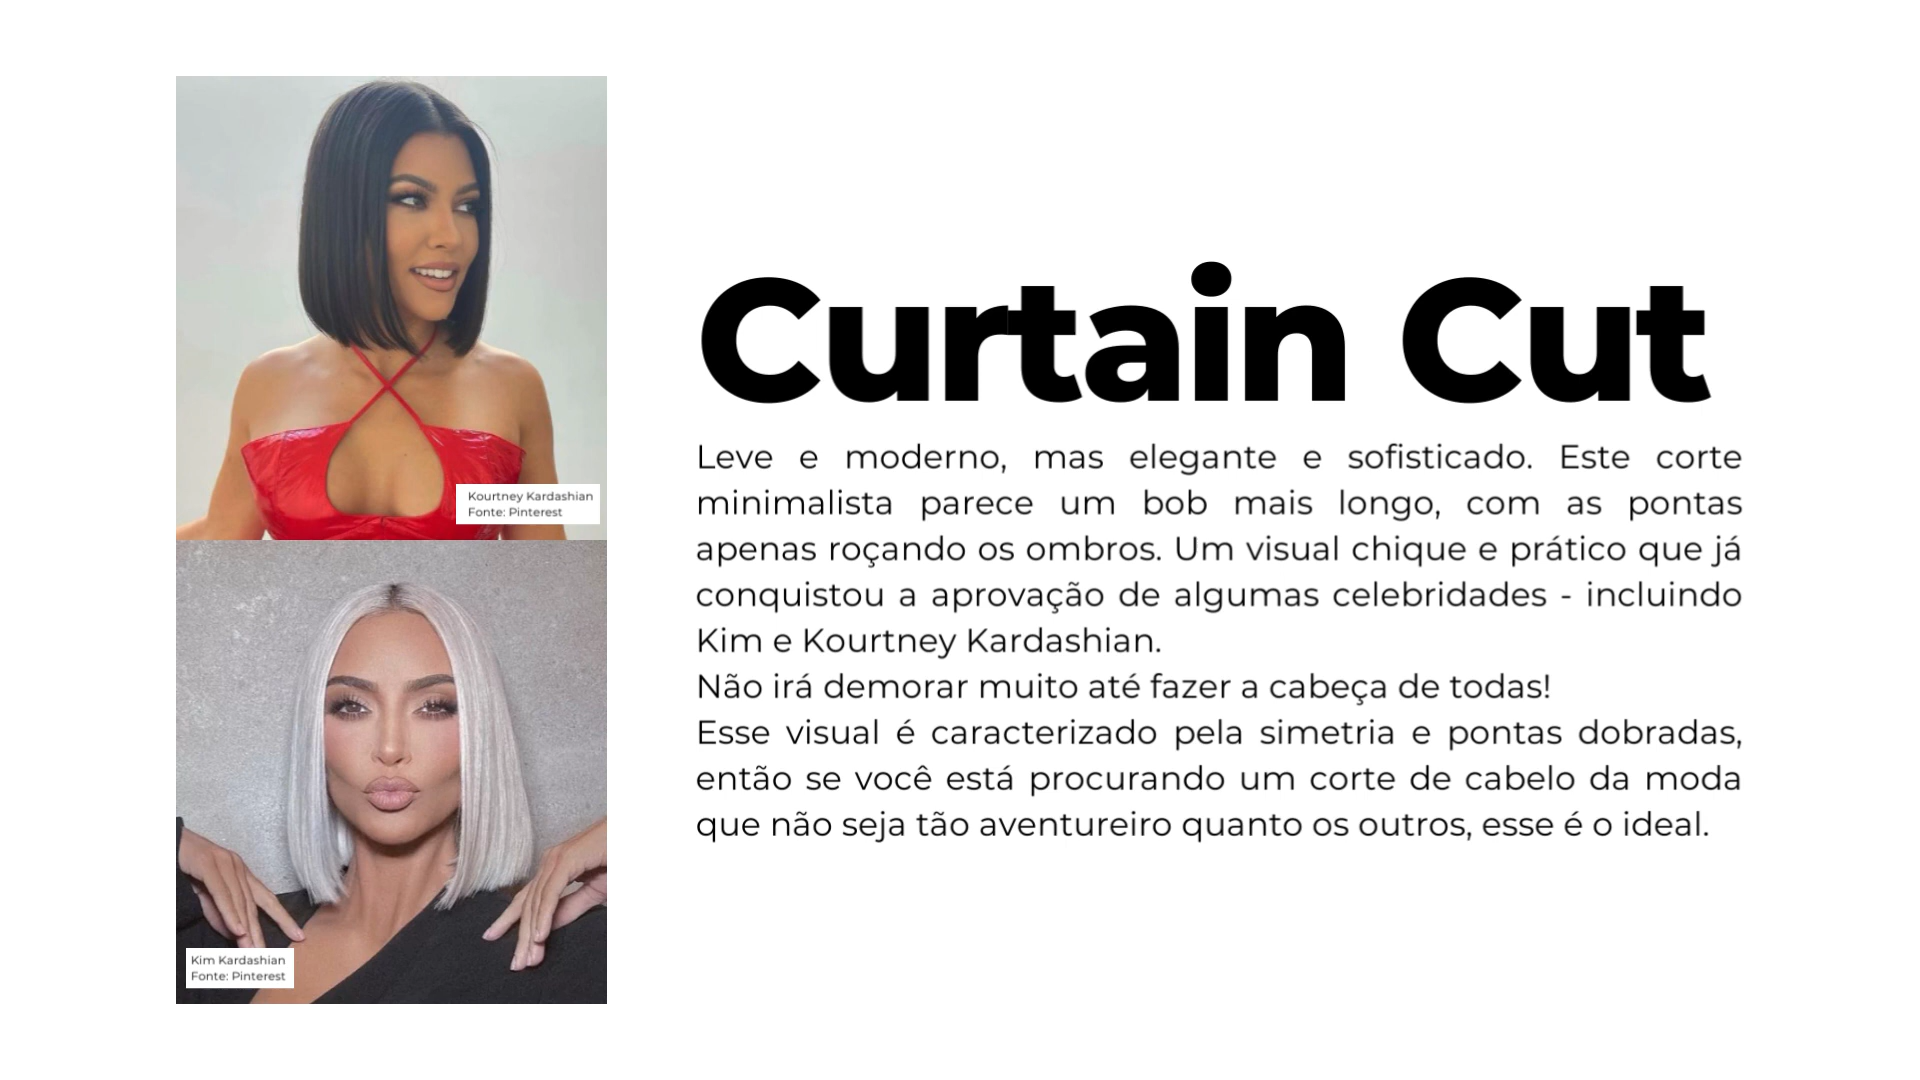 Kourtney Kardashian
Fonte: Pinterest
Kim Kardashian
Fonte: Pinterest
Curtain Cut
Leve e moderno, mas elegante e sofisticado. Este corte
minimalista parece um bob mais longo, com as pontas
apenas roçando os ombros. Um visual chique e prático que já
conquistou a aprovação de algumas celebridades - incluindo
Kim e Kourtney Kardashian.
Não irá demorar muito até fazer a cabeça de todas!
Esse visual é caracterizado pela simetria e pontas dobradas,
então se você está procurando um corte de cabelo da moda
que não seja tão aventureiro quanto os outros, esse é o ideal.